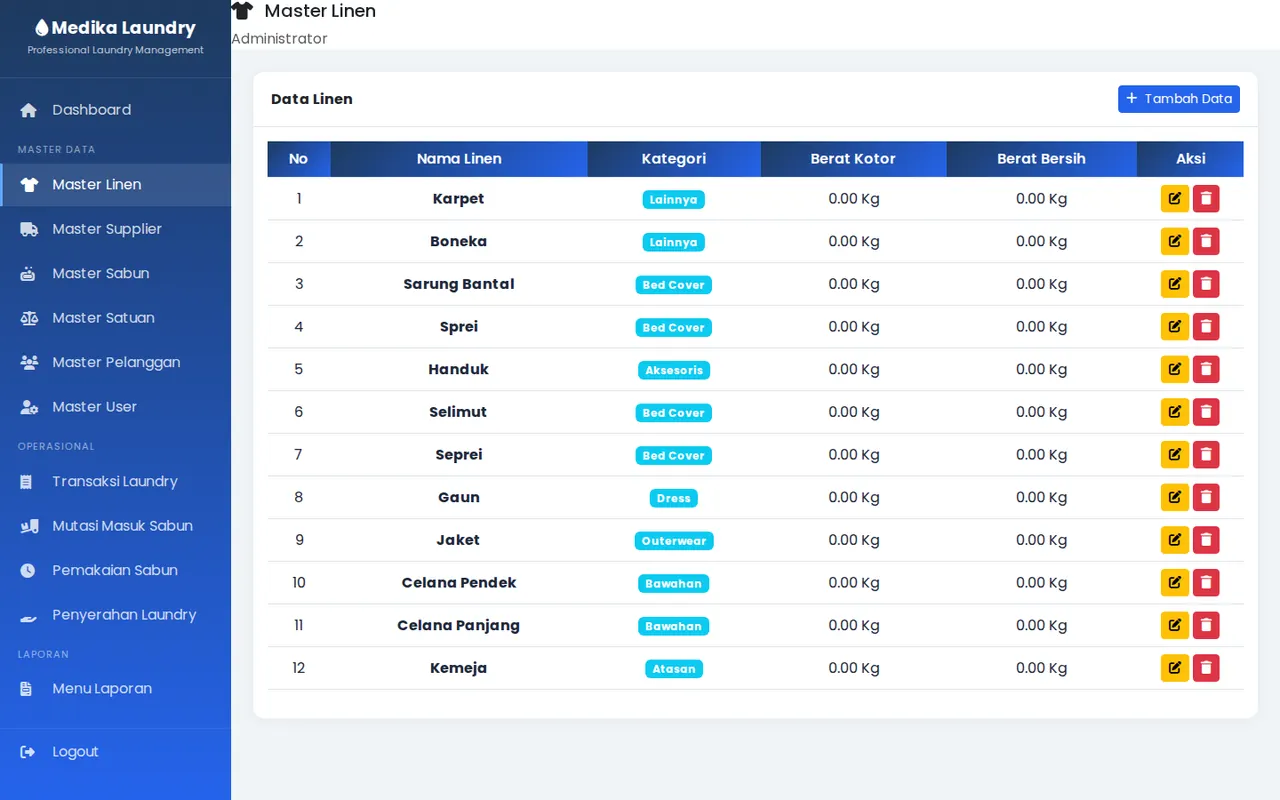 Medika Laundry
Professional Laundry Management
Dashboard
MASTER DATA
Master Linen
Master Supplier
Master Sabun
Master Satuan
Master Pelanggan
Master User
OPERASIONAL
Transaksi Laundry
Mutasi Masuk Sabun
Pemakaian Sabun
Penyerahan Laundry
LAPORAN
Menu Laporan
Logout
Master Linen
Administrator
Data Linen
Tambah Data
No Nama Linen Kategori Berat Kotor Berat Bersih Aksi
1 Karpet Lainnya 0.00 Kg 0.00 Kg
2 Boneka Lainnya 0.00 Kg 0.00 Kg
3 Sarung Bantal Bed Cover 0.00 Kg 0.00 Kg
4 Sprei Bed Cover 0.00 Kg 0.00 Kg
5 Handuk Aksesoris 0.00 Kg 0.00 Kg
6 Selimut Bed Cover 0.00 Kg 0.00 Kg
7 Seprei Bed Cover 0.00 Kg 0.00 Kg
8 Gaun Dress 0.00 Kg 0.00 Kg
9 Jaket Outerwear 0.00 Kg 0.00 Kg
10 Celana Pendek Bawahan 0.00 Kg 0.00 Kg
11 Celana Panjang Bawahan 0.00 Kg 0.00 Kg
12 Kemeja Atasan 0.00 Kg 0.00 Kg